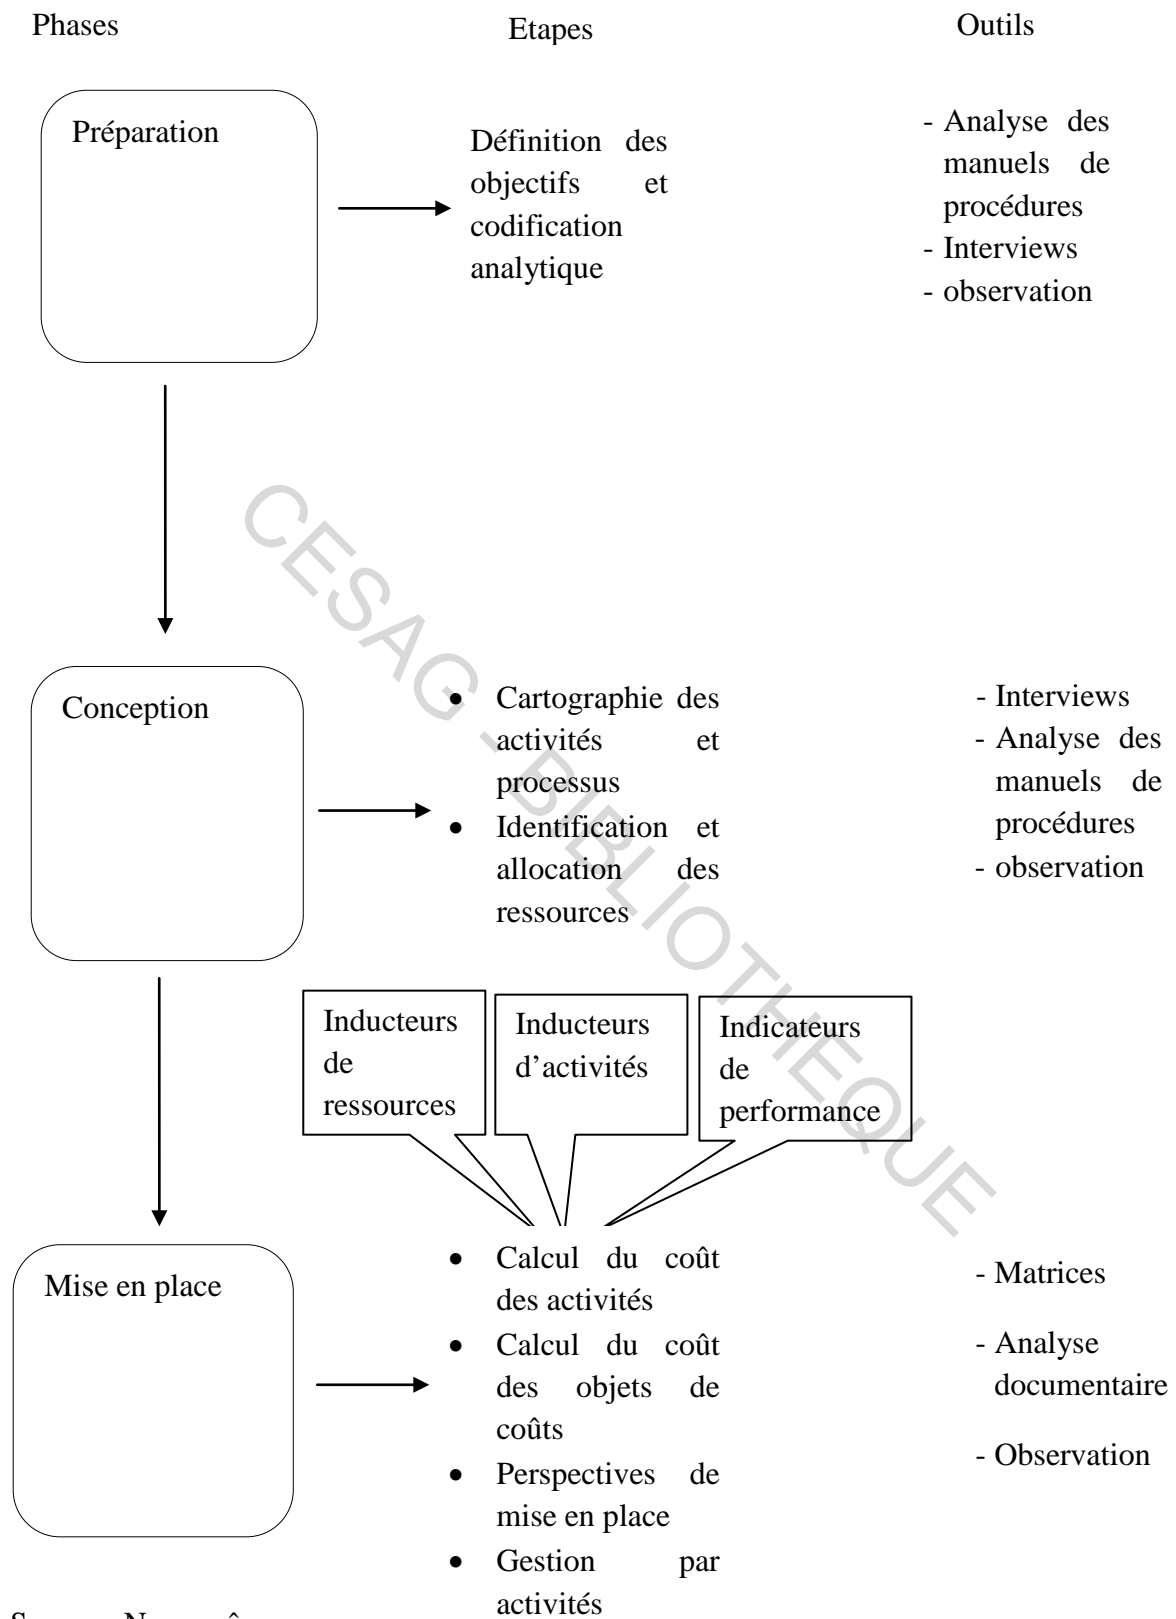 Phases
Etapes
Outils
Préparation
Définition des
objectifs et
codification
analytique
- Analyse des
manuels de
procédures
- Interviews
- observation
Conception
• Cartographie des
activités et
processus
• Identification et
allocation des
ressources
- Interviews
- Analyse des
manuels de
procédures
- observation
Inducteurs
de
ressources
Inducteurs
d’activités
Indicateurs
de
performance
Mise en place
• Calcul du coût
des activités
• Calcul du coût
des objets de
coûts
• Perspectives de
mise en place
• Gestion par
activités
- Matrices
- Analyse
documentaire
- Observation
CESAG - BIBLIOTHEQUE